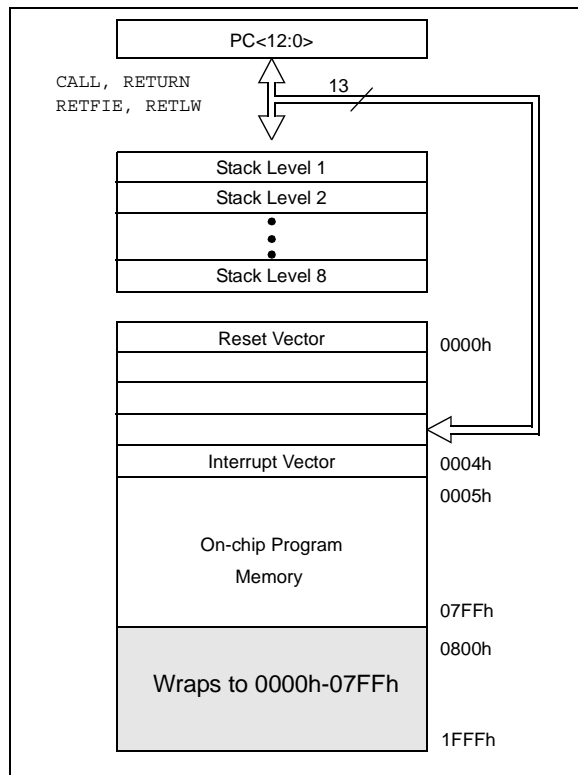 PC<12:0>
CALL, RETURN
RETFIE, RETLW
13
Stack Level 1
Stack Level 2
Stack Level 8
Reset Vector
0000h
Interrupt Vector
0004h
0005h
On-chip Program
Memory
07FFh
0800h
Wraps to 0000h-07FFh
1FFFh